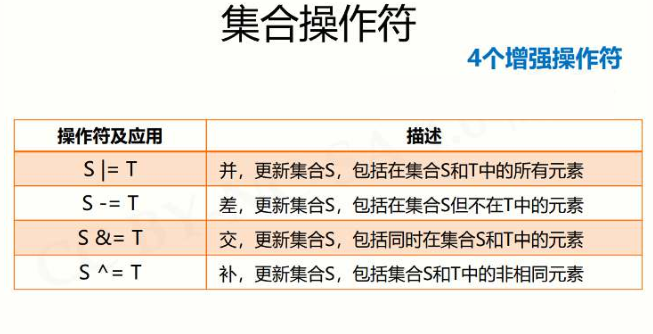 集合操作符
4个增强操作符
操作符及应用 描述
S |= T 并，更新集合S，包括在集合S和T中的所有元素
S -= T 差，更新集合S，包括在集合S但不在T中的元素
S &= T 交，更新集合S，包括同时在集合S和T中的元素
S ^= T 补，更新集合S，包括集合S和T中的非相同元素